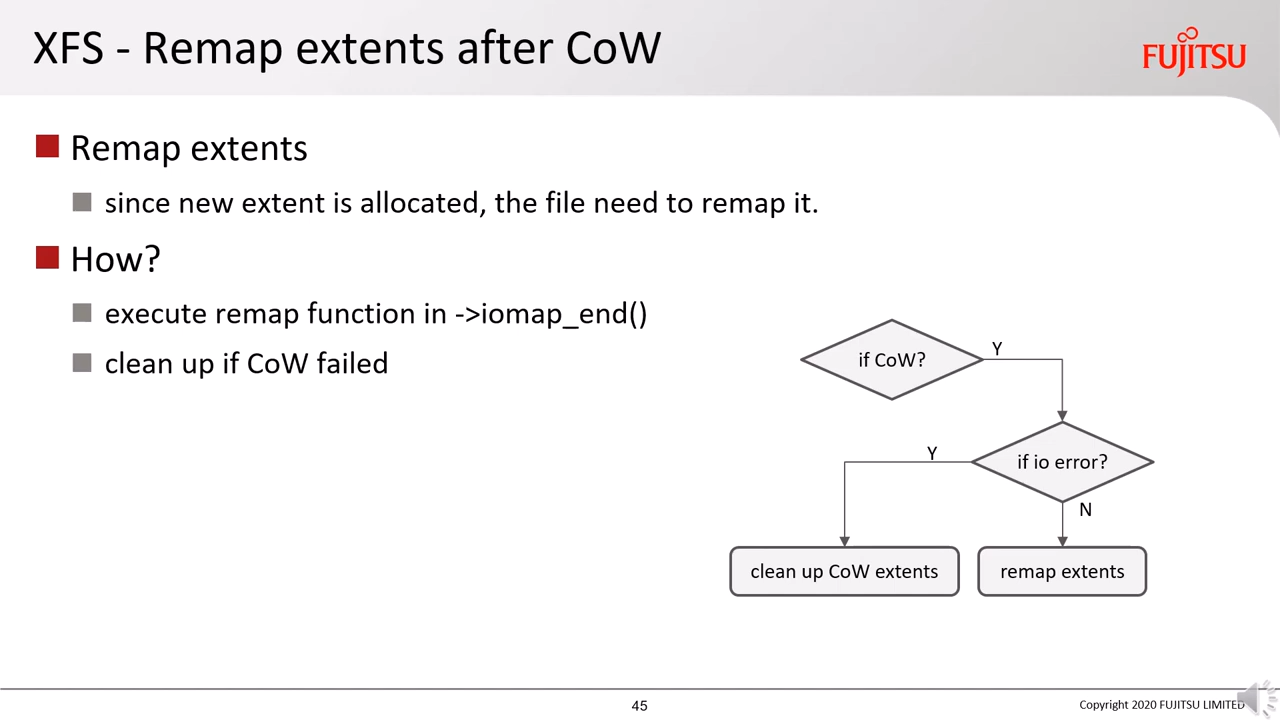 XFS - Remap extents after CoW
FUJITSU
Remap extents
since new extent is allocated, the file need to remap it.
How?
execute remap function in ->iomap_end()
clean up if CoW failed
if CoW?
Y
if io error?
Y
N
clean up CoW extents
remap extents
45
Copyright 2020 FUJITSU LIMITED